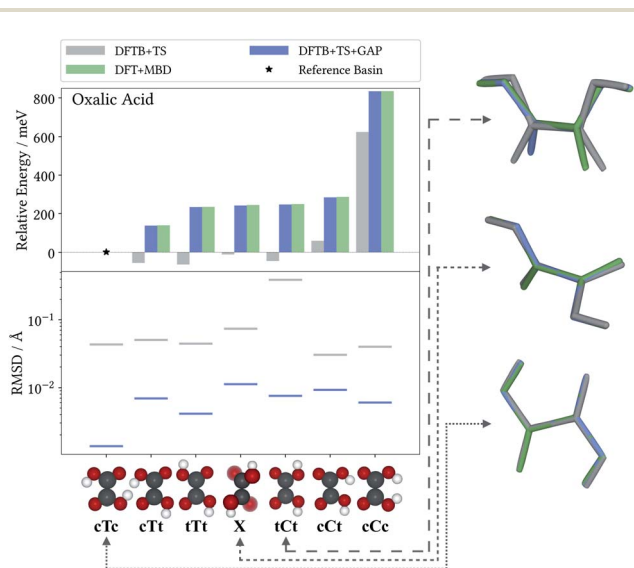 DFTB+TS
DFTB+TS+GAP
DFT+MBD
Reference Basin
Oxalic Acid
Relative Energy / meV
800
600
400
200
0
RMSD / Å
10⁻¹
10⁻²
cTc cTt tTt X tCt cCt cCc